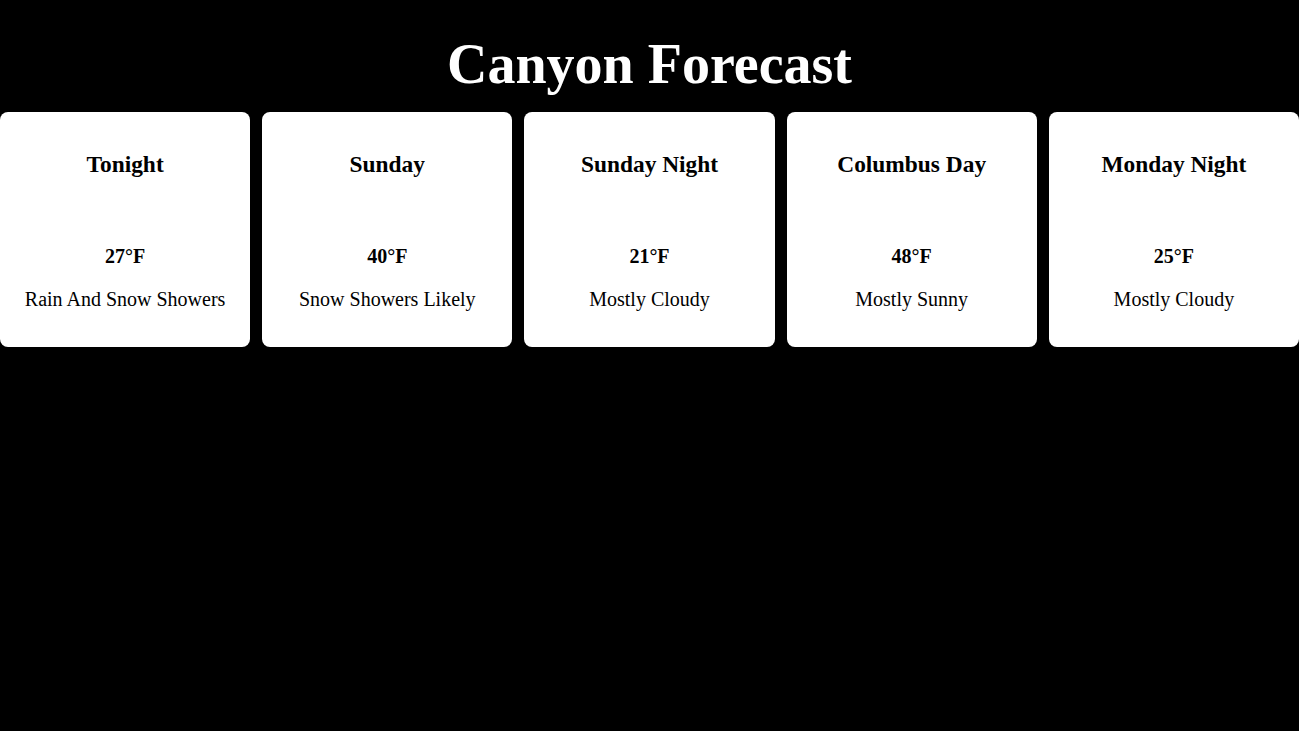 Canyon Forecast
Tonight
27°F
Rain And Snow Showers
Sunday
40°F
Snow Showers Likely
Sunday Night
21°F
Mostly Cloudy
Columbus Day
48°F
Mostly Sunny
Monday Night
25°F
Mostly Cloudy